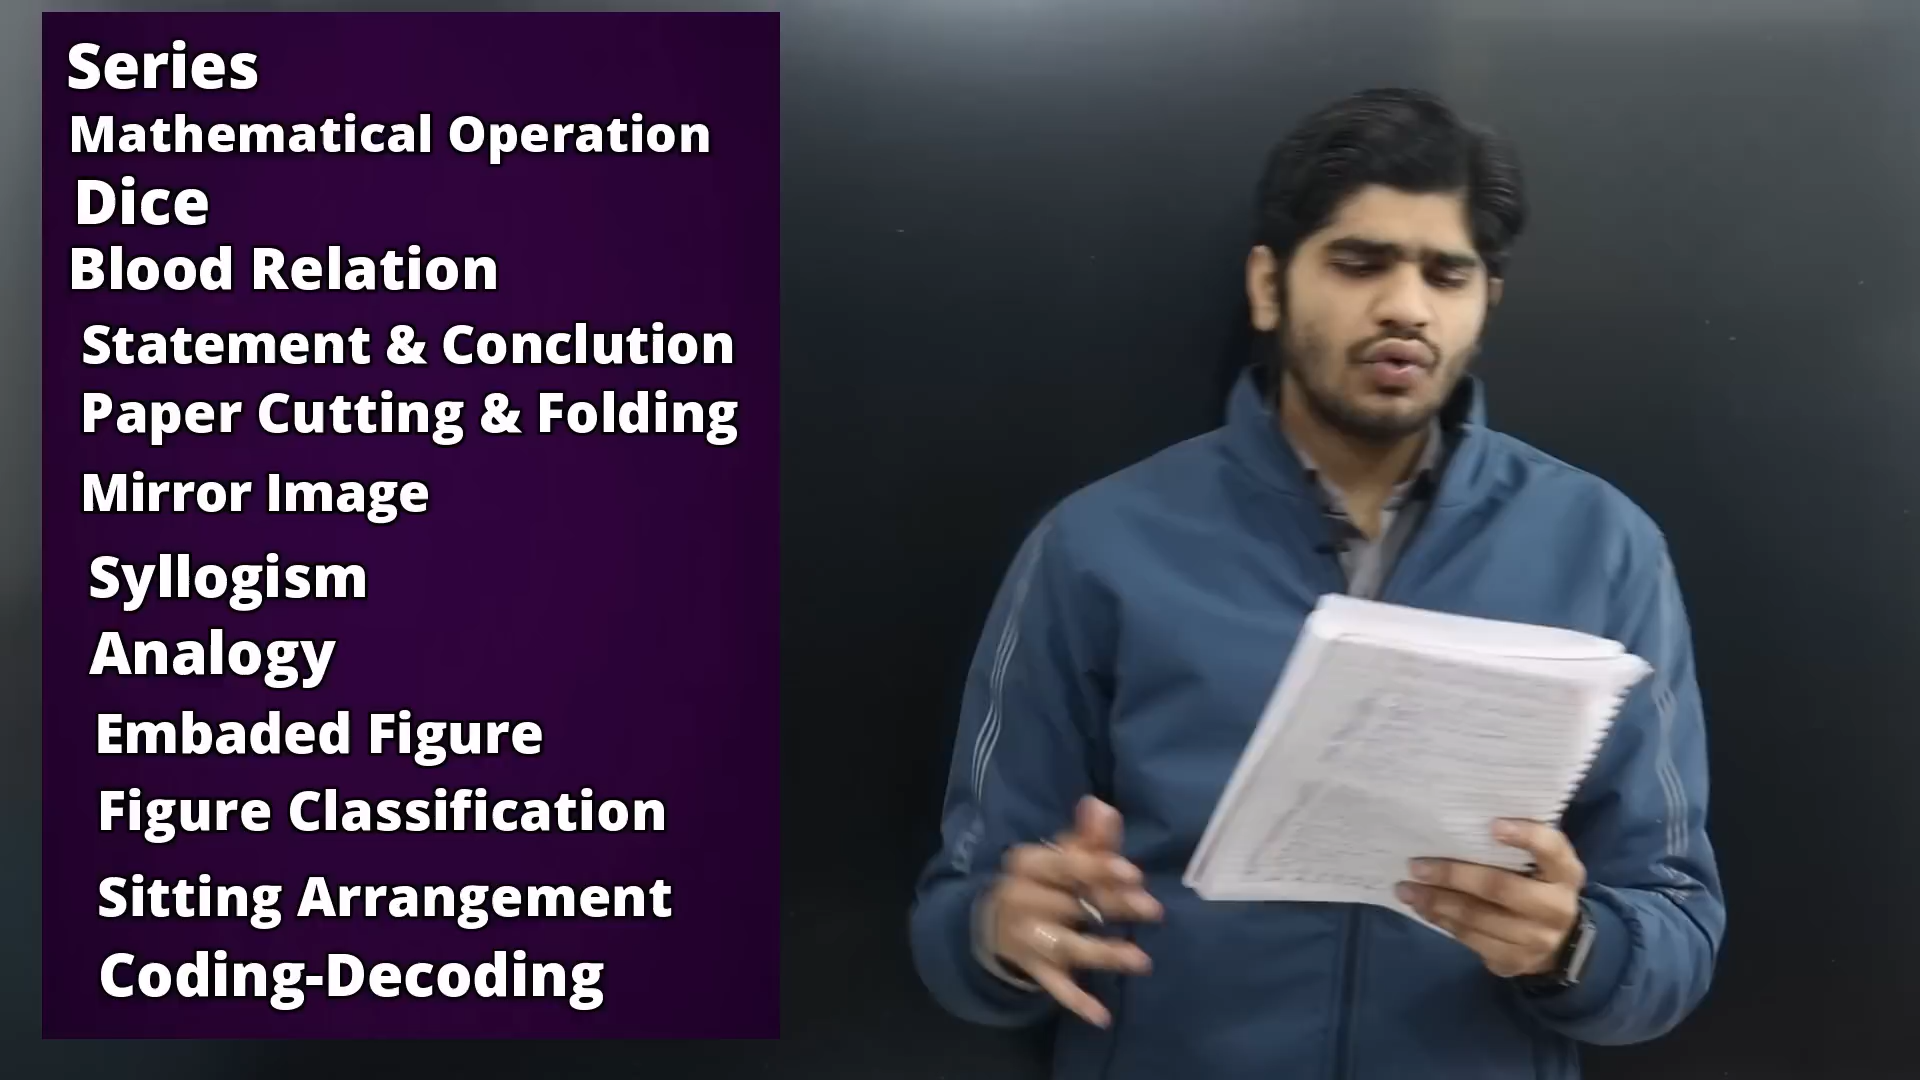 Series
Mathematical Operation
Dice
Blood Relation
Statement & Conclution
Paper Cutting & Folding
Mirror Image
Syllogism
Analogy
Embaded Figure
Figure Classification
Sitting Arrangement
Coding-Decoding